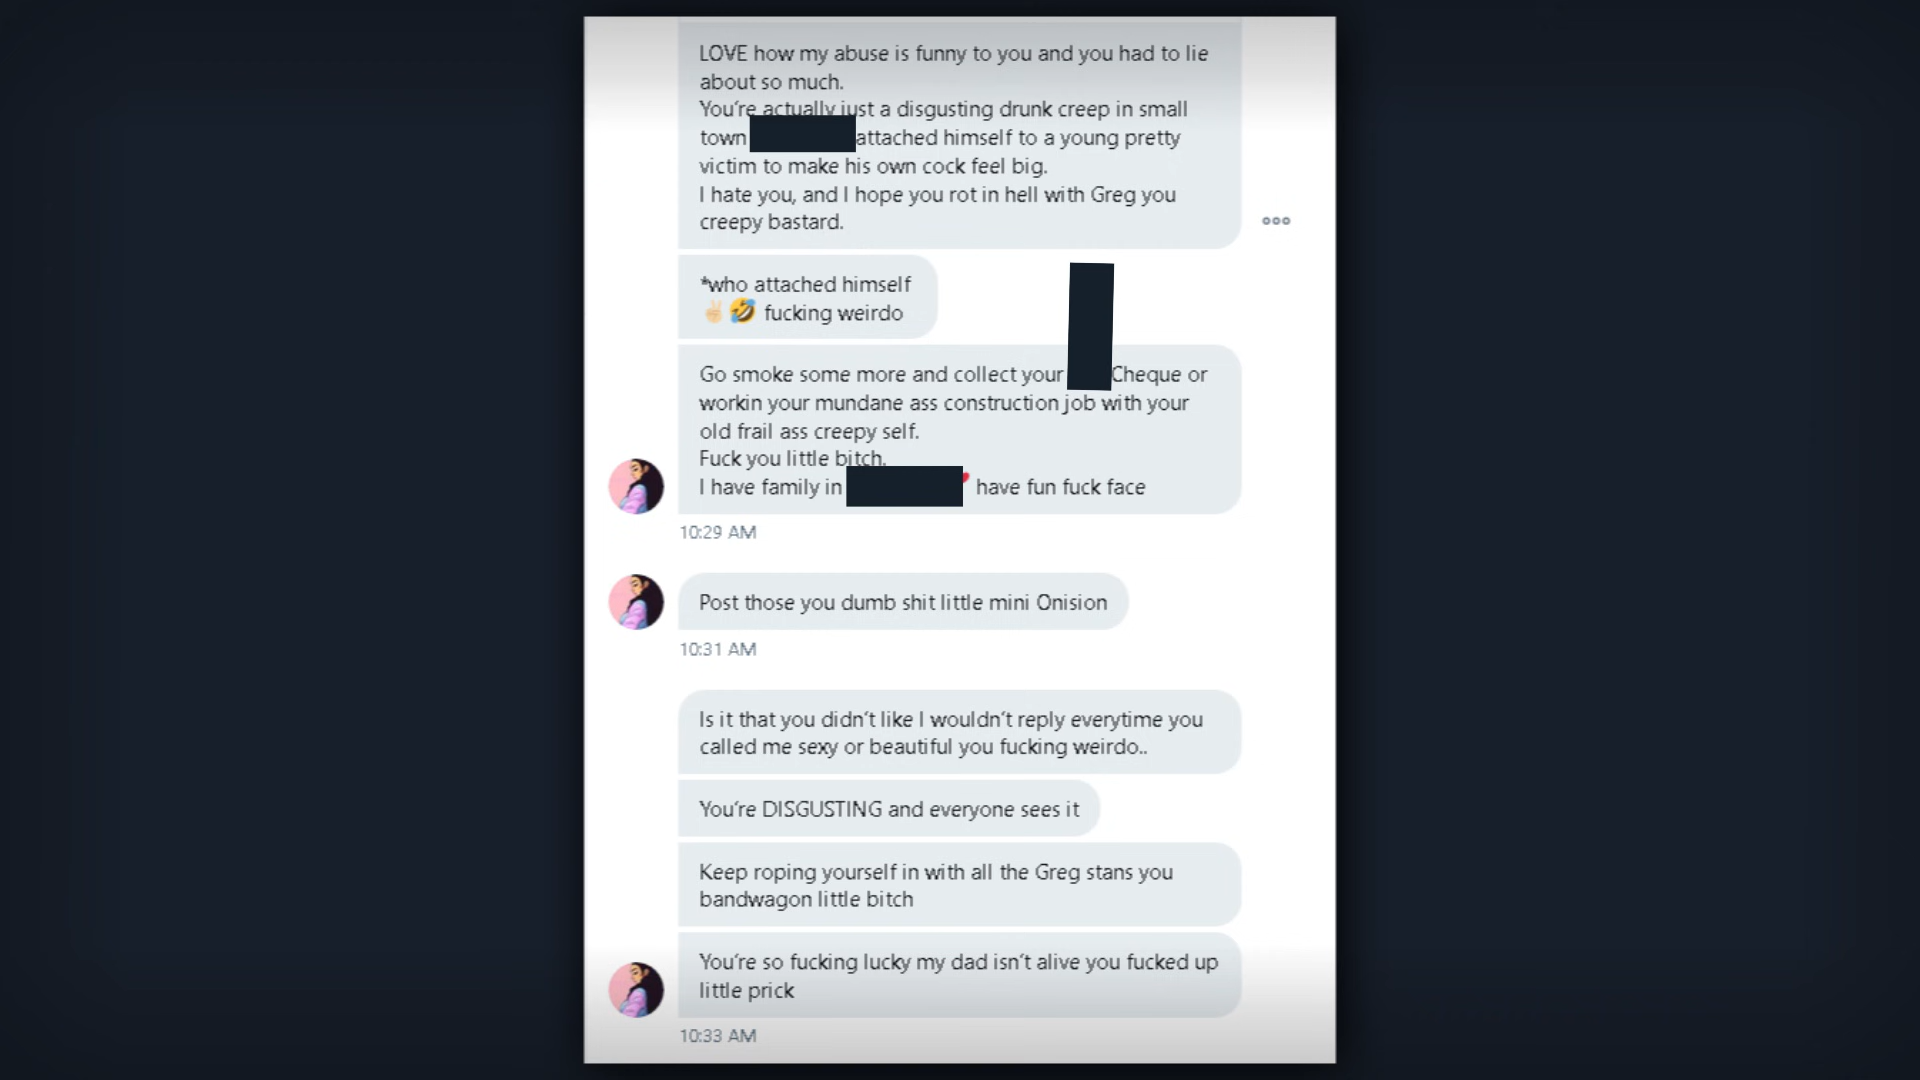 LOVE how my abuse is funny to you and you had to lie
about so much.
You're actually just a disgusting drunk creep in small
town attached himself to a young pretty
victim to make his own cock feel big.
I hate you, and I hope you rot in hell with Greg you
creepy bastard.
*who attached himself
✌🏻🤣 fucking weirdo
Go smoke some more and collect your Cheque or
workin your mundane ass construction job with your
old frail ass creepy self.
Fuck you little bitch.
I have family in have fun fuck face
10:29 AM
Post those you dumb shit little mini Onision
10:31 AM
Is it that you didn't like I wouldn't reply everytime you
called me sexy or beautiful you fucking weirdo..
You're DISGUSTING and everyone sees it
Keep roping yourself in with all the Greg stans you
bandwagon little bitch
You're so fucking lucky my dad isn't alive you fucked up
little prick
10:33 AM